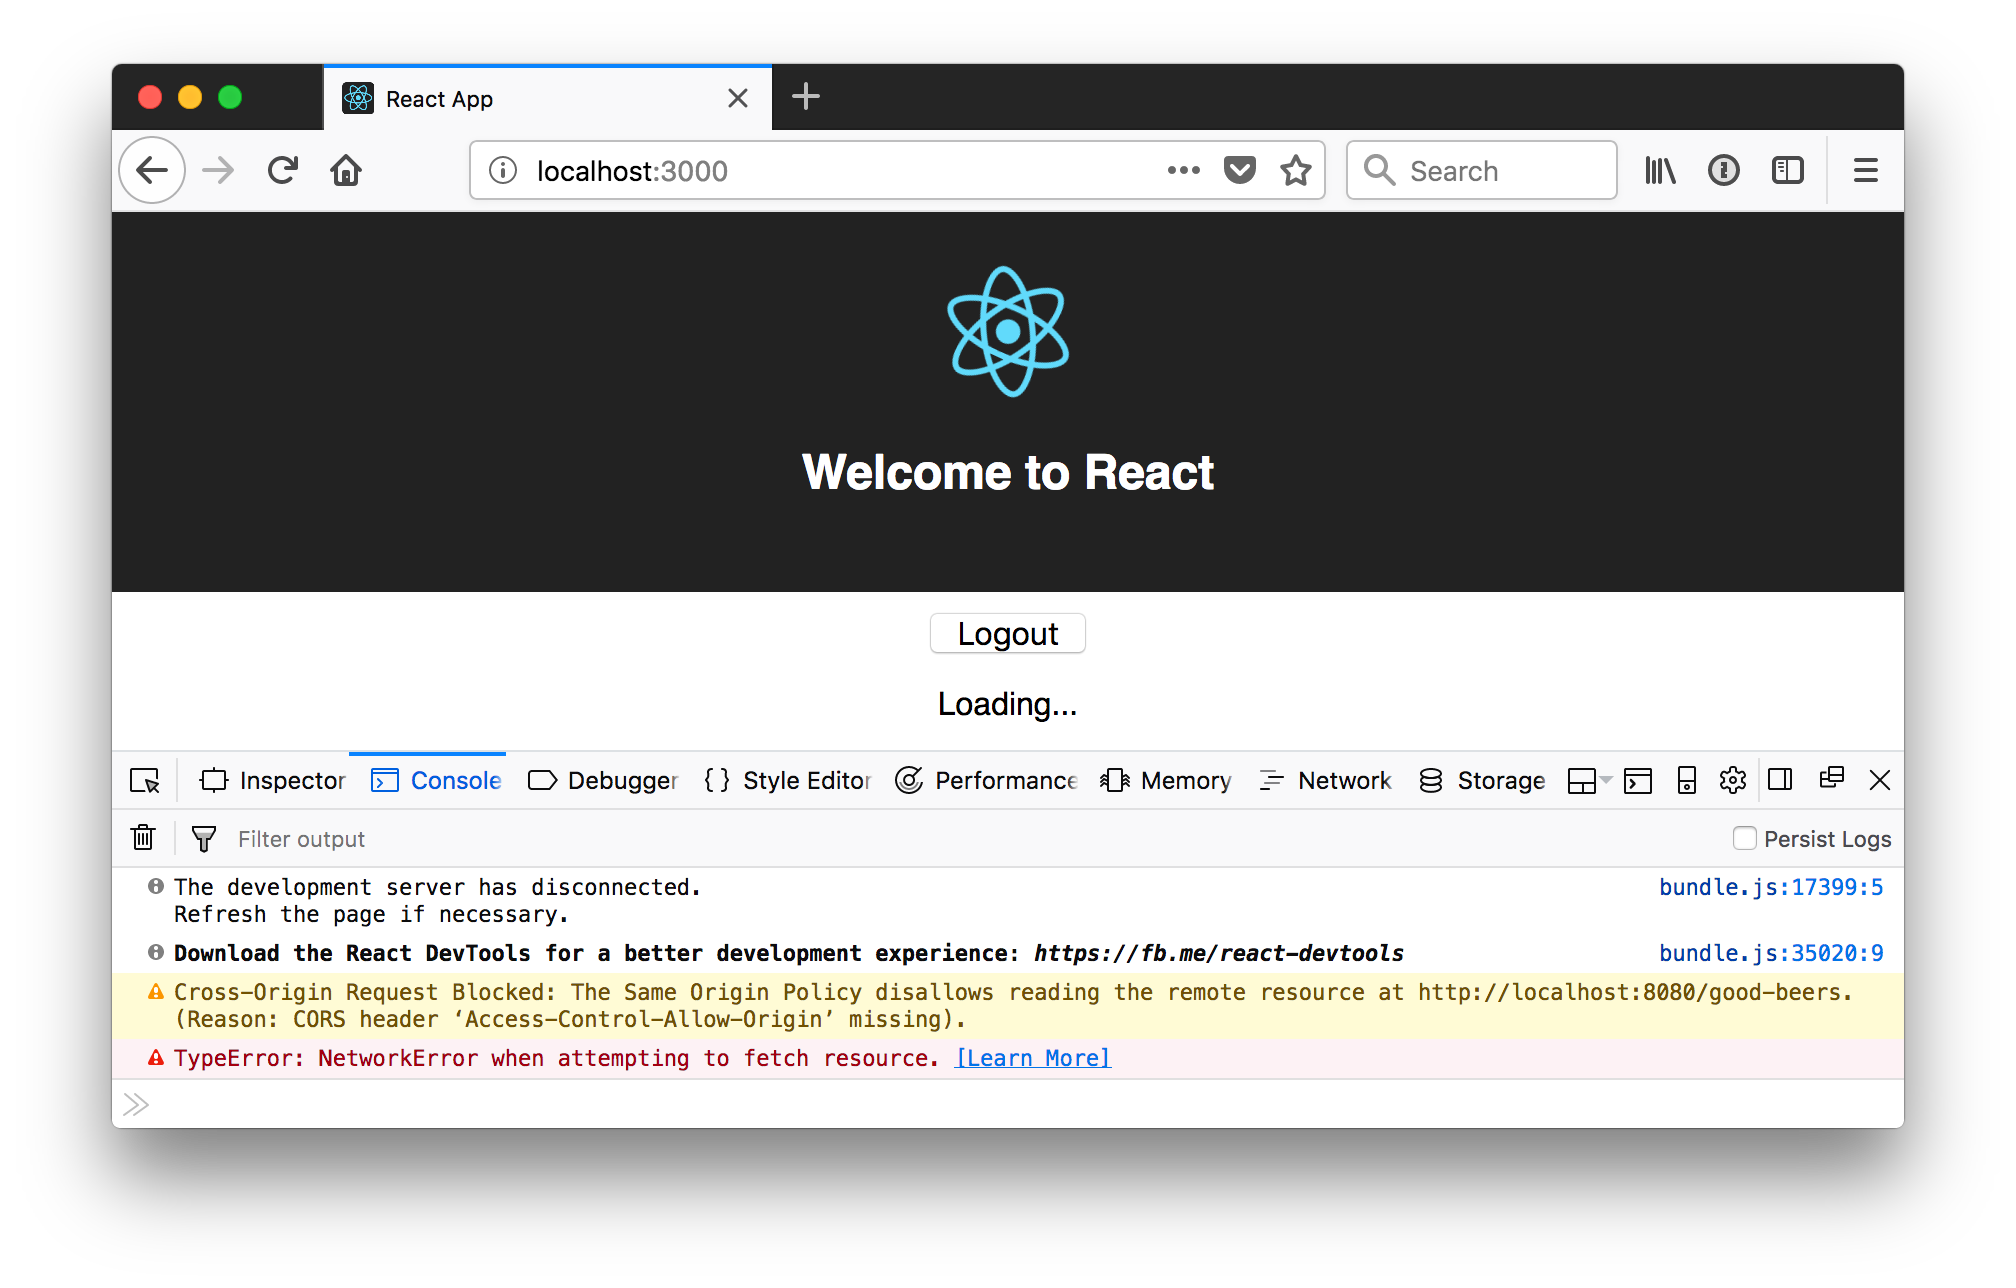 React App
localhost:3000
Search
Welcome to React
Logout
Loading...
Inspector Console Debugger Style Editor Performance Memory Network Storage
Filter output
Persist Logs
The development server has disconnected. bundle.js:17399:5
Refresh the page if necessary.
Download the React DevTools for a better development experience: https://fb.me/react-devtools bundle.js:35020:9
Cross-Origin Request Blocked: The Same Origin Policy disallows reading the remote resource at http://localhost:8080/good-beers.
(Reason: CORS header ‘Access-Control-Allow-Origin’ missing).
TypeError: NetworkError when attempting to fetch resource. [Learn More]